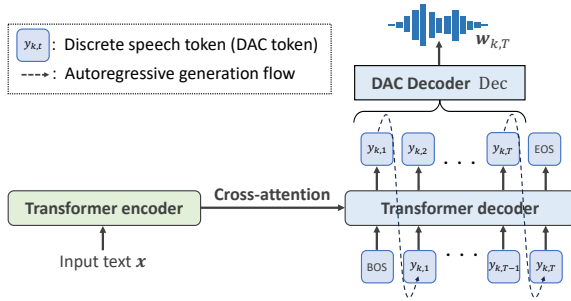 y_{k,t} : Discrete speech token (DAC token)
: Autoregressive generation flow
w_{k,T}
DAC Decoder Dec
y_{k,1} y_{k,2} . . . y_{k,T} EOS
Transformer encoder
Cross-attention
Transformer decoder
Input text x
BOS y_{k,1} . . . y_{k,T-1} y_{k,T}